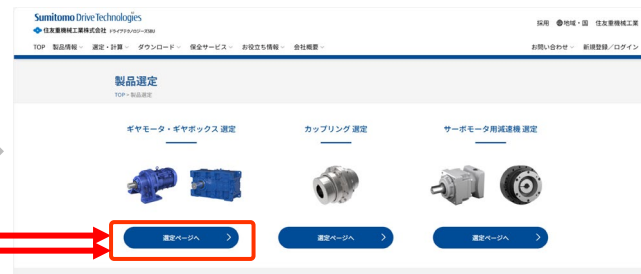 Sumitomo Drive Technologies
住友重機械工業株式会社 ドライブテクノロジーズSBU
採用 地域・国 住友重機械工業
TOP 製品情報 選定・計算 ダウンロード 保全サービス お役立ち情報 会社概要
お問い合わせ 新規登録／ログイン
製品選定
TOP・製品選定
ギヤモータ・ギヤボックス 選定
カップリング 選定
サーボモータ用減速機 選定
選定ページへ
選定ページへ
選定ページへ